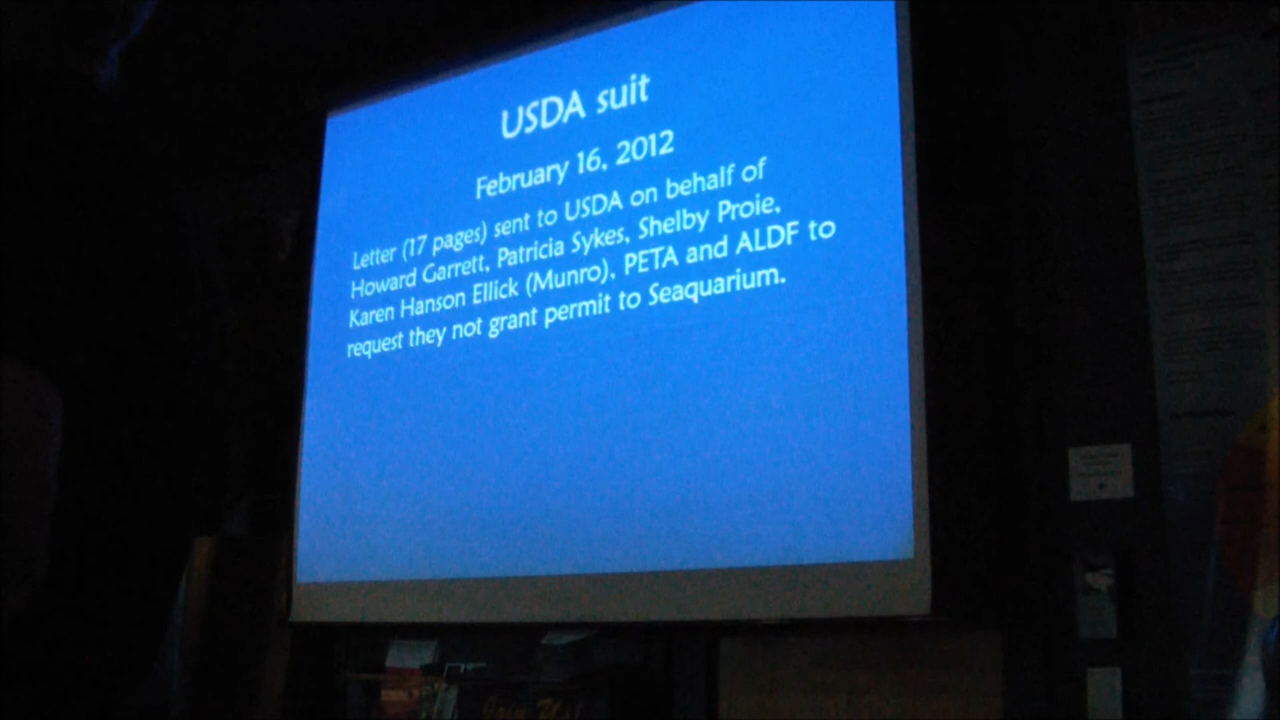 USDA suit
February 16, 2012
Letter (17 pages) sent to USDA on behalf of
Howard Garrett, Patricia Sykes, Shelby Proie,
Karen Hanson Ellick (Munro), PETA and ALDF to
request they not grant permit to Seaquarium.